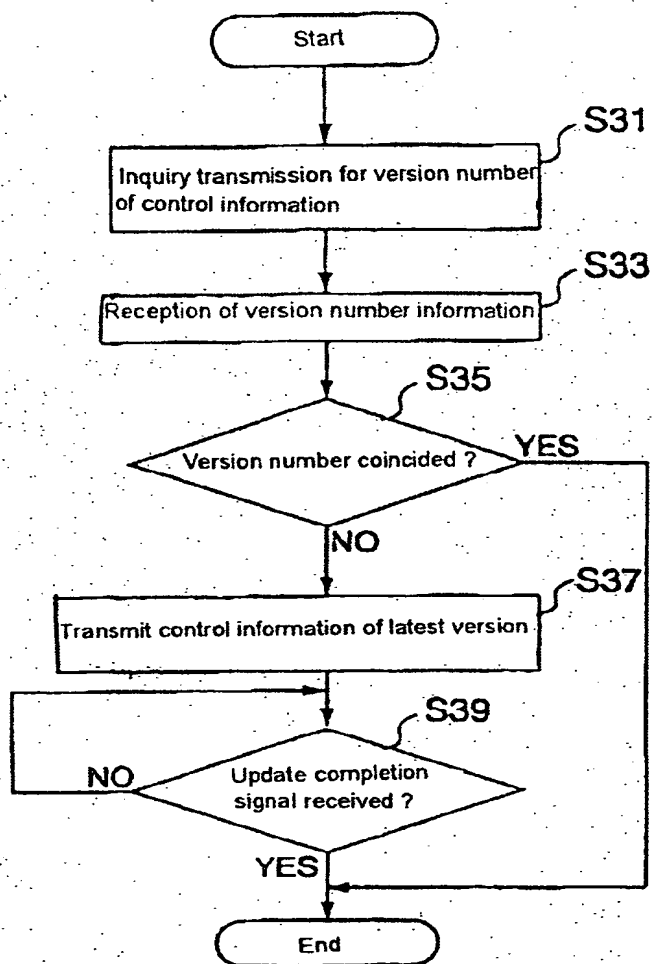 Start
S31
Inquiry transmission for version number
of control information
S33
Reception of version number information
S35
Version number coincided ?
YES
NO
S37
Transmit control information of latest version
S39
Update completion
signal received ?
NO
YES
End